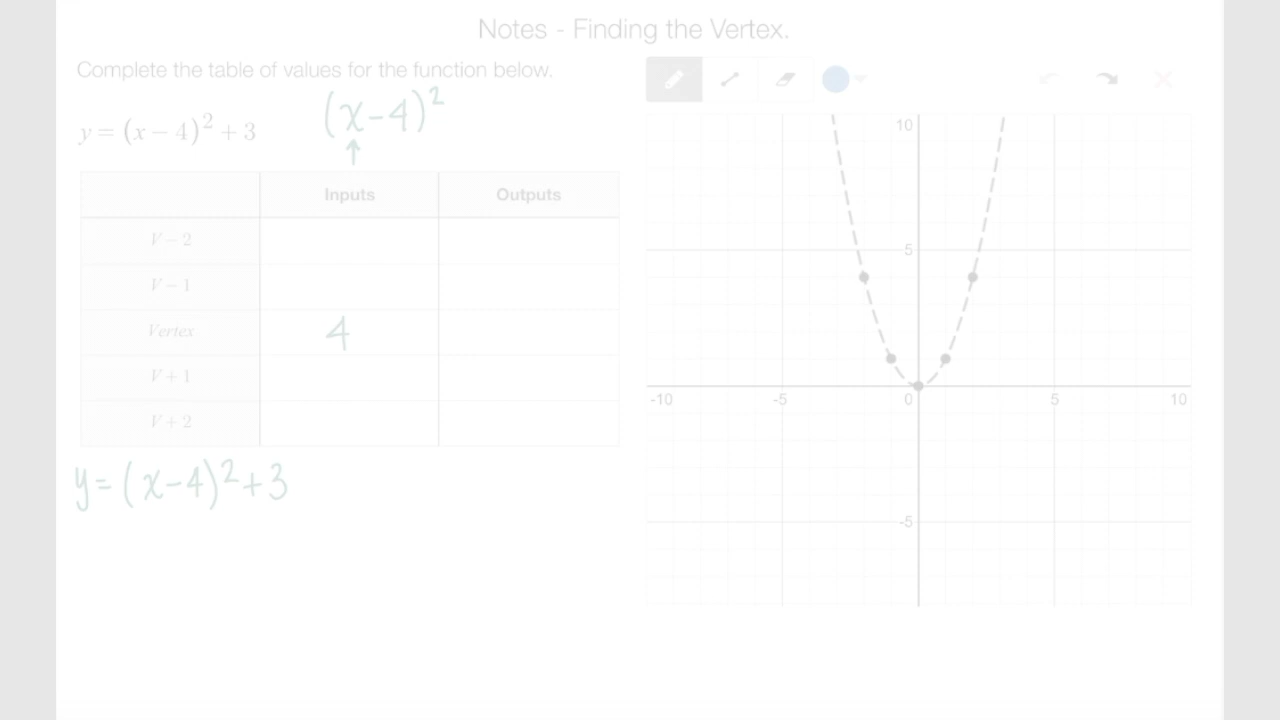 Notes - Finding the Vertex.
Complete the table of values for the function below.
y = (x − 4)² + 3
(x-4)²
↑
Inputs Outputs
V − 2
V − 1
Vertex 4
V + 1
V + 2
y=(x-4)²+3
10
5
-10 -5 0 5 10
-5